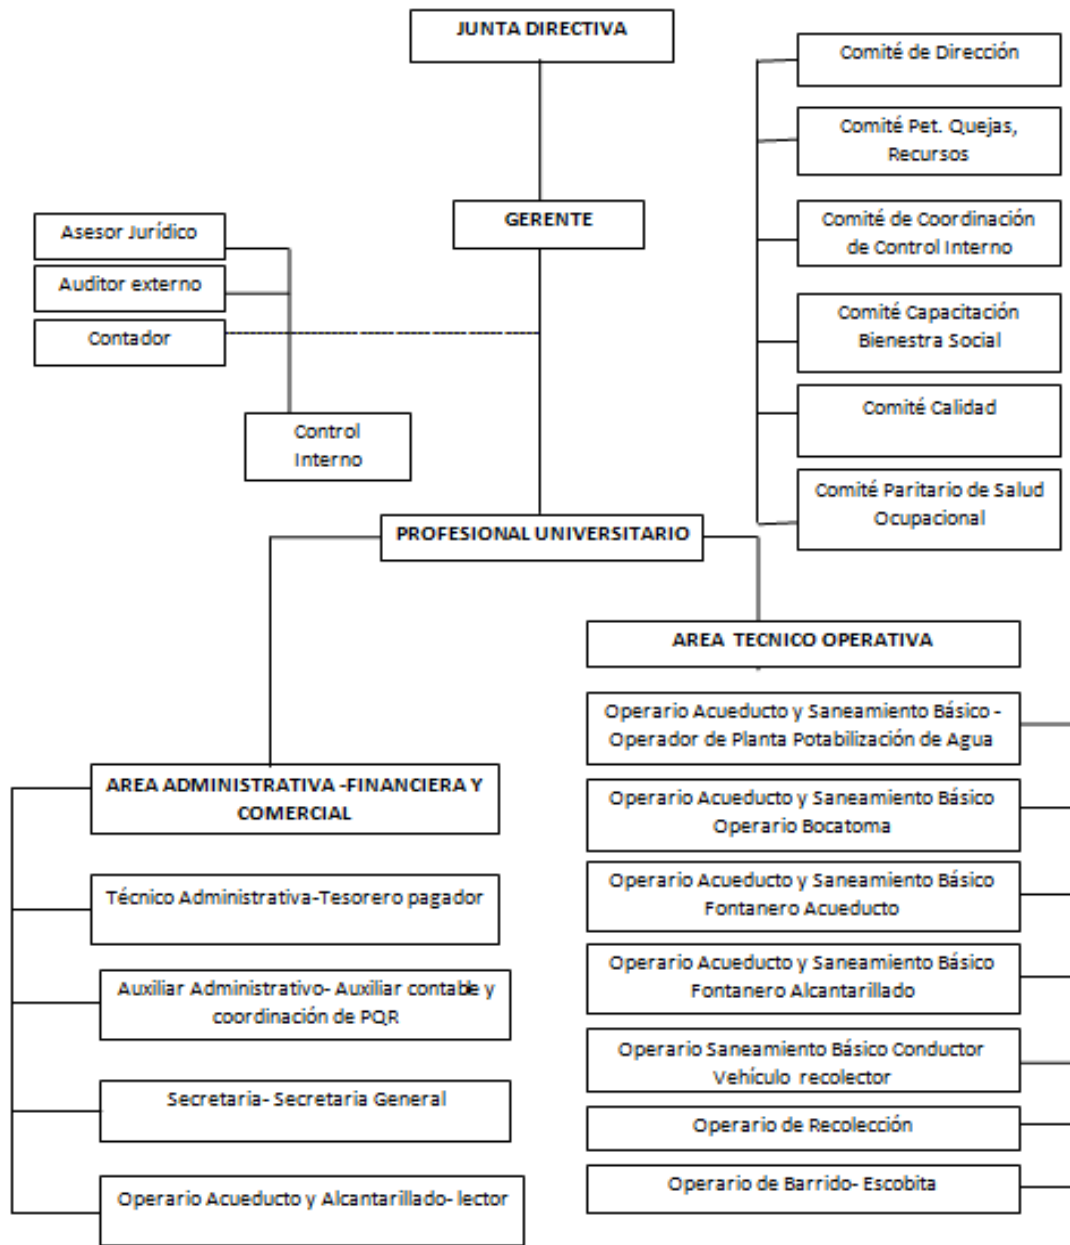 JUNTA DIRECTIVA
Comité de Dirección
Comité Pet. Quejas,
Recursos
GERENTE
Comité de Coordinación
de Control Interno
Asesor Jurídico
Auditor externo
Contador
Comité Capacitación
Bienestra Social
Comité Calidad
Control
Interno
Comité Paritario de Salud
Ocupacional
PROFESIONAL UNIVERSITARIO
AREA TECNICO OPERATIVA
Operario Acueducto y Saneamiento Básico -
Operador de Planta Potabilización de Agua
Operario Acueducto y Saneamiento Básico
Operario Bocatoma
Operario Acueducto y Saneamiento Básico
Fontanero Acueducto
Operario Acueducto y Saneamiento Básico
Fontanero Alcantarillado
Operario Saneamiento Básico Conductor
Vehículo recolector
Operario de Recolección
Operario de Barrido- Escobita
AREA ADMINISTRATIVA -FINANCIERA Y
COMERCIAL
Técnico Administrativa-Tesorero pagador
Auxiliar Administrativo- Auxiliar contable y
coordinación de PQR
Secretaria- Secretaria General
Operario Acueducto y Alcantarillado- lector